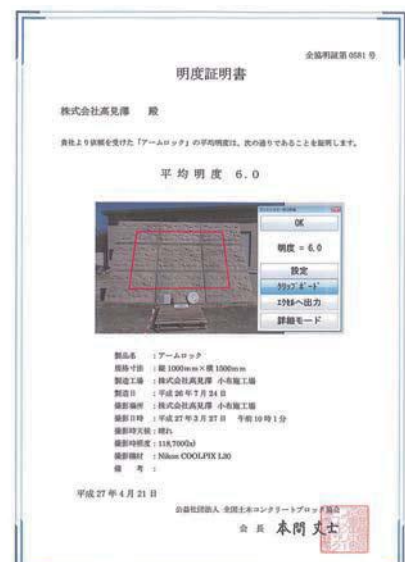 全協明証第 0581 号
明度証明書
株式会社高見澤 殿
貴社より依頼を受けた「アームロック」の平均明度は、次の通りであることを証明します。
平均明度 6.0
OK
明度 = 6.0
設定
クリップボード
エクセルへ出力
詳細モード
製品名 : アームロック
規格寸法 : 縦 1000mm×横 1500mm
製造工場 : 株式会社高見澤 小布施工場
製造日 : 平成 26 年 7 月 24 日
撮影場所 : 株式会社高見澤 小布施工場
撮影日時 : 平成 27 年 3 月 27 日 午前 10 時 1 分
撮影時天候 : 晴れ
撮影時照度 : 118,700(lx)
撮影機材 : Nikon COOLPIX L30
備 考 :
平成 27 年 4 月 21 日
公益社団法人 全国土木コンクリートブロック協会
会 長 本間丈士